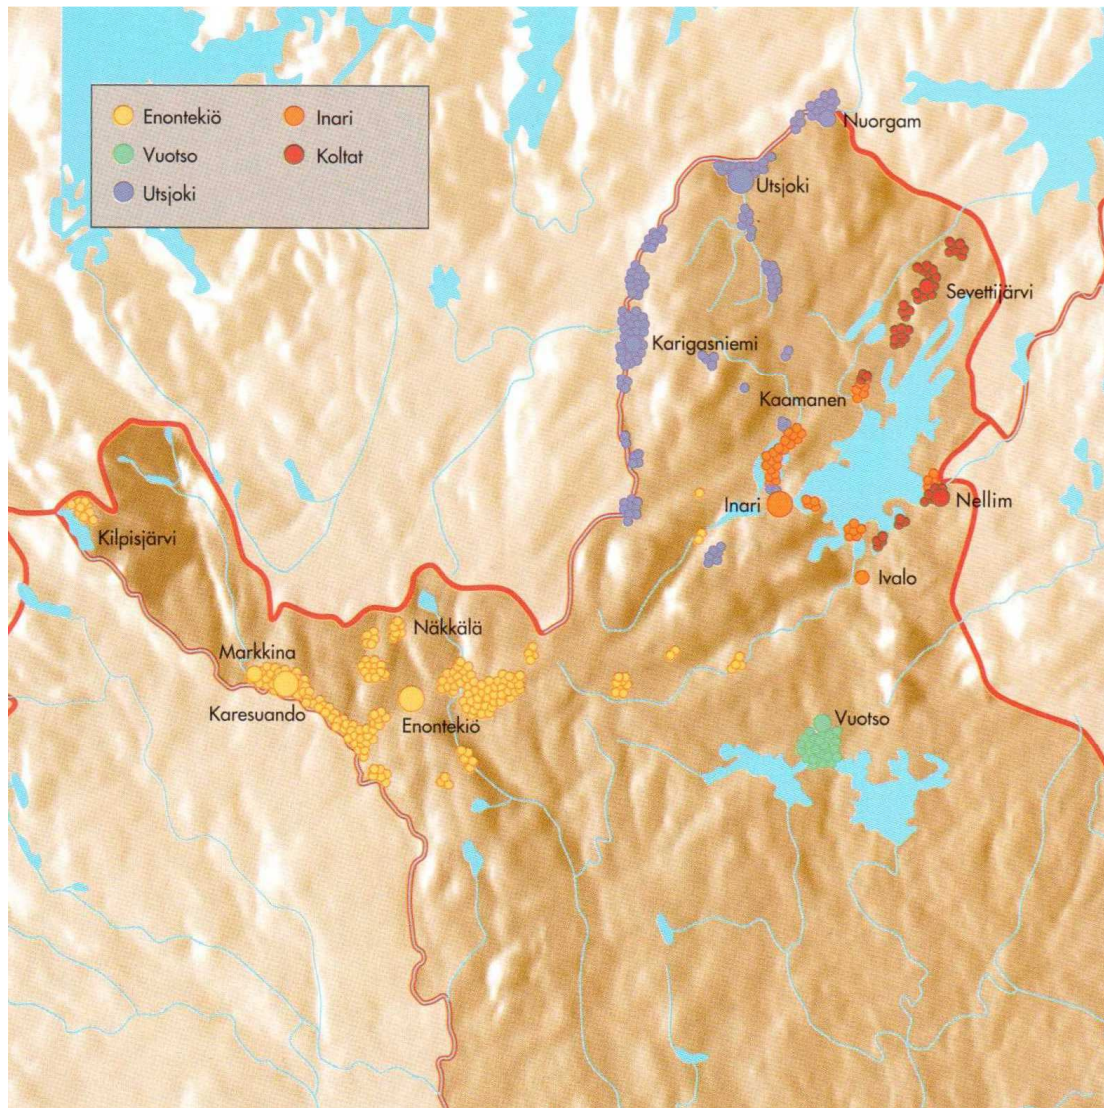 Enontekiö
Inari
Vuotso
Koltat
Utsjoki
Nuorgam
Utsjoki
Sevettijärvi
Karigasniemi
Kaamanen
Inari
Nellim
Kilpisjärvi
Ivalo
Näkkälä
Markkina
Karesuando
Enontekiö
Vuotso